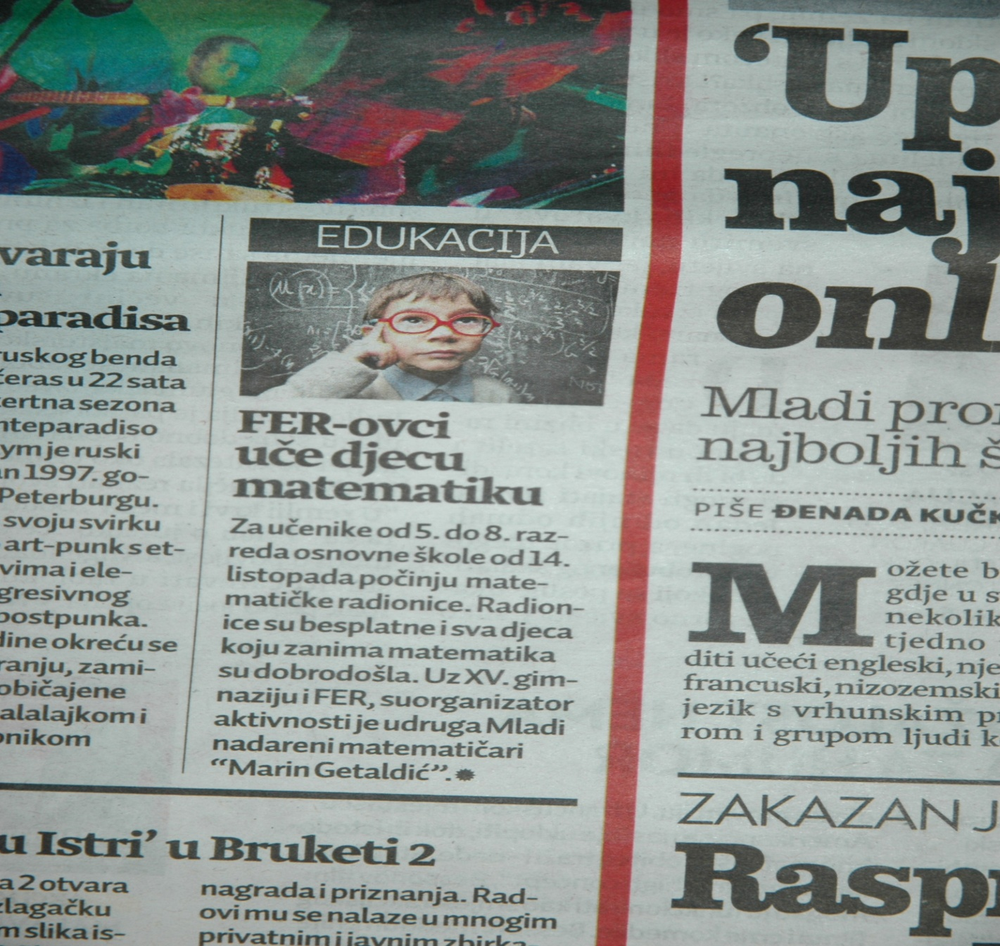 varaju
paradisa
ruskog benda
čeras u 22 sata
certna sezona
nteparadiso
ym je ruski
an 1997. go-
Peterburgu.
svoju svirku
art-punk s et-
vima i ele-
gresivnog
postpunka.
dine okreću se
ranju, zami-
običajene
alalajkom i
onikom
EDUKACIJA
FER-ovci
uče djecu
matematiku
Za učenike od 5. do 8. raz-
reda osnovne škole od 14.
listopada počinju mate-
matičke radionice. Radion-
ice su besplatne i sva djeca
koju zanima matematika
su dobrodošla. Uz XV. gim-
naziju i FER, suorganizator
aktivnosti je udruga Mladi
nadareni matematičari
“Marin Getaldić”.
u Istri’ u Bruketi 2
a 2 otvara
zlagačku
m slika is-
nagrada i priznanja. Rad-
ovi mu se nalaze u mnogim
privatnim i javnim zbirka-
‘Up
naj
onl
Mladi pro
najboljih š
PIŠE ĐENADA KUČK
Možete b
gdje u s
nekolik
tjedno
diti učeći engleski, nje
francuski, nizozemski
jezik s vrhunskim p
rom i grupom ljudi k
ZAKAZAN J
Rasp